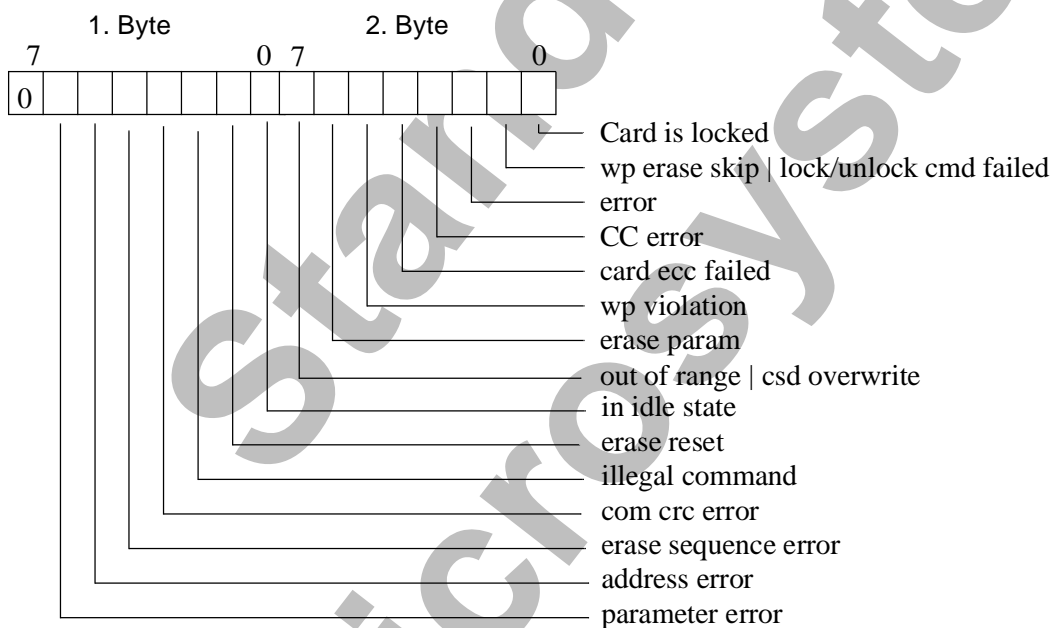 1. Byte 2. Byte
7 0 7 0
0
Card is locked
wp erase skip | lock/unlock cmd failed
error
CC error
card ecc failed
wp violation
erase param
out of range | csd overwrite
in idle state
erase reset
illegal command
com crc error
erase sequence error
address error
parameter error